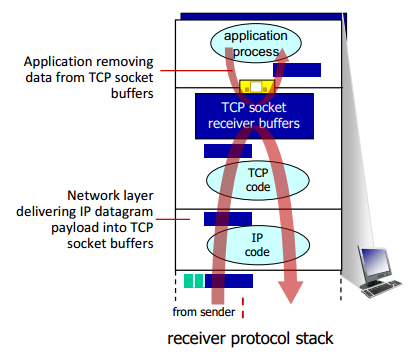 application
process
Application removing
data from TCP socket
buffers
TCP socket
receiver buffers
TCP
code
Network layer
delivering IP datagram
payload into TCP
socket buffers
IP
code
from sender
receiver protocol stack